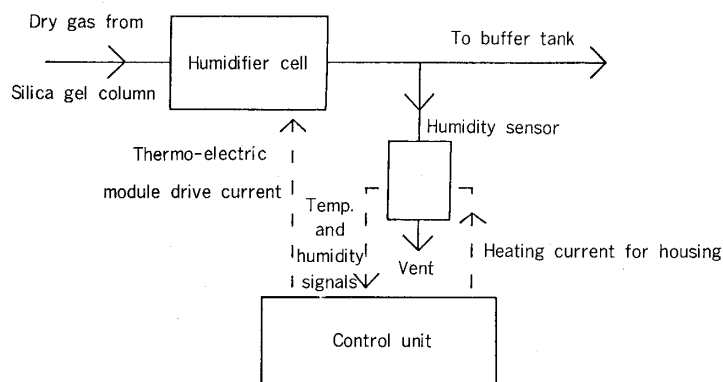 Dry gas from
Silica gel column
Humidifier cell
To buffer tank
Humidity sensor
Thermo-electric
module drive current
Temp.
and
humidity
signals
Vent
Heating current for housing
Control unit